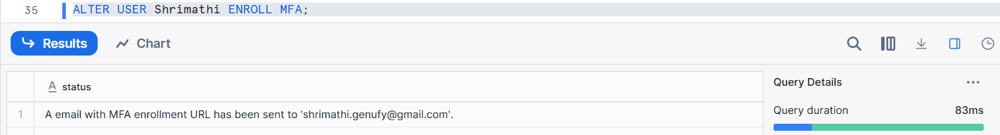 35 ALTER USER Shrimathi ENROLL MFA;
Results Chart
A status
Query Details
1 A email with MFA enrollment URL has been sent to 'shrimathi.genufy@gmail.com'.
Query duration 83ms